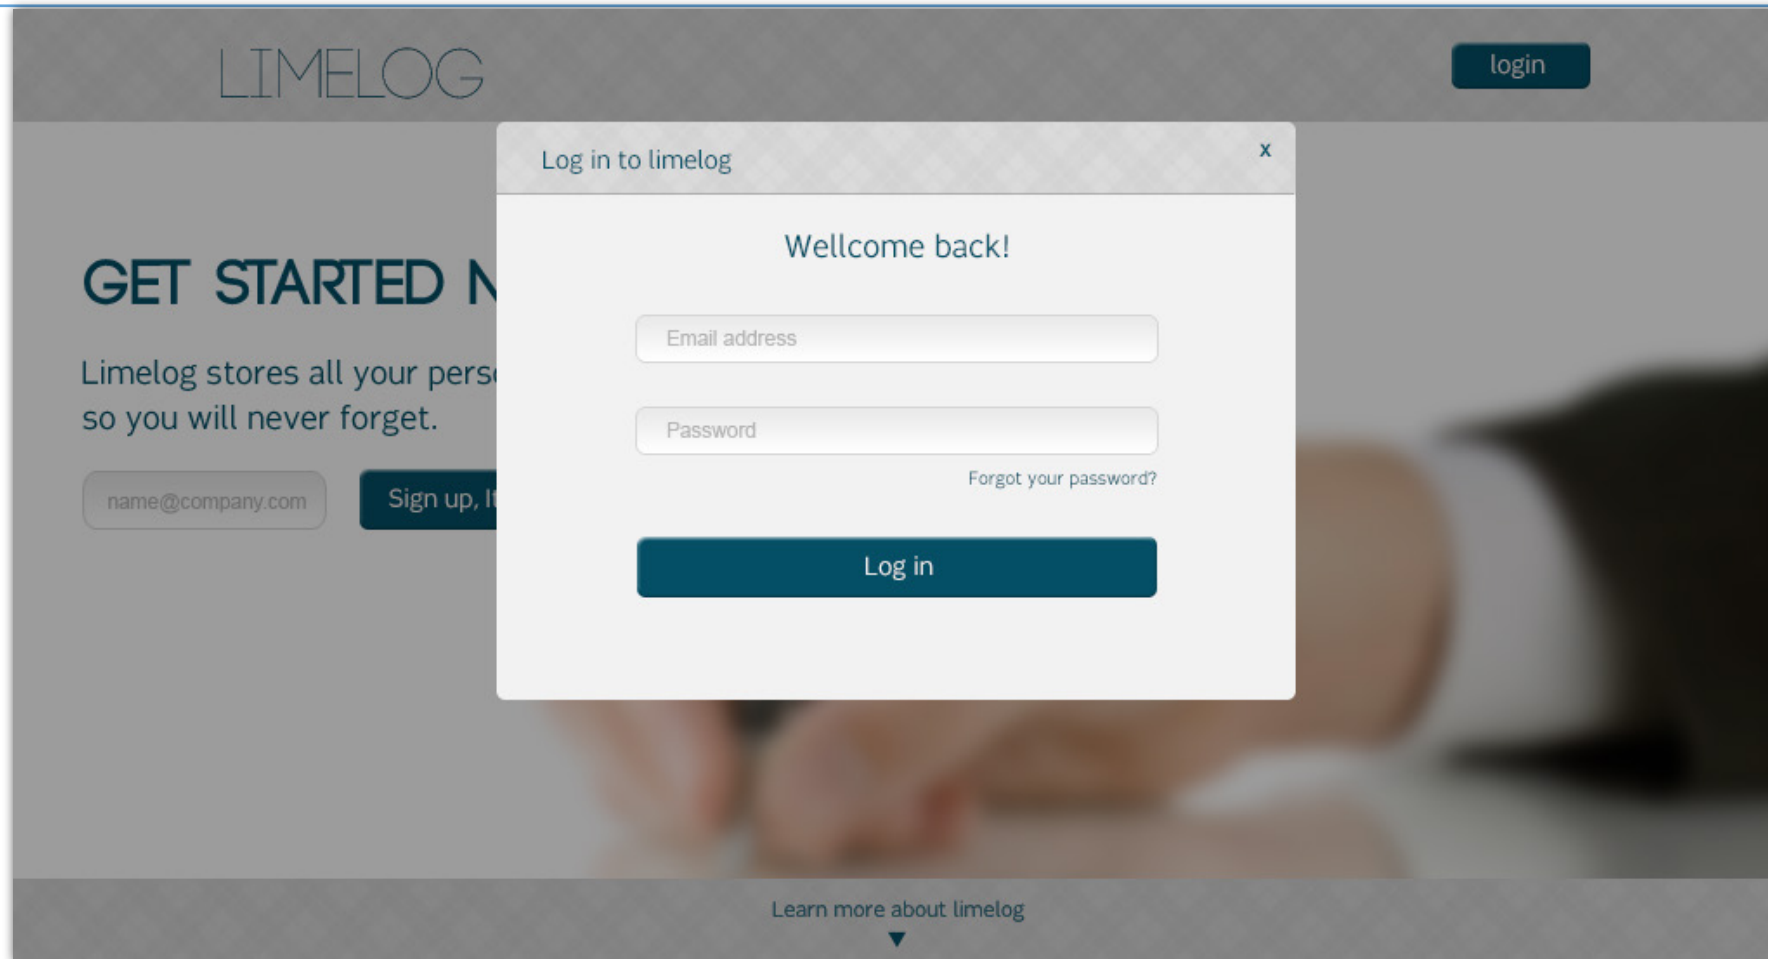 LIMELOG
login
Log in to limelog
x
Wellcome back!
GET STARTED
Email address
Limelog stores all your
so you will never forget.
Password
Forgot your password?
name@company.com
Sign up,
Log in
Learn more about limelog